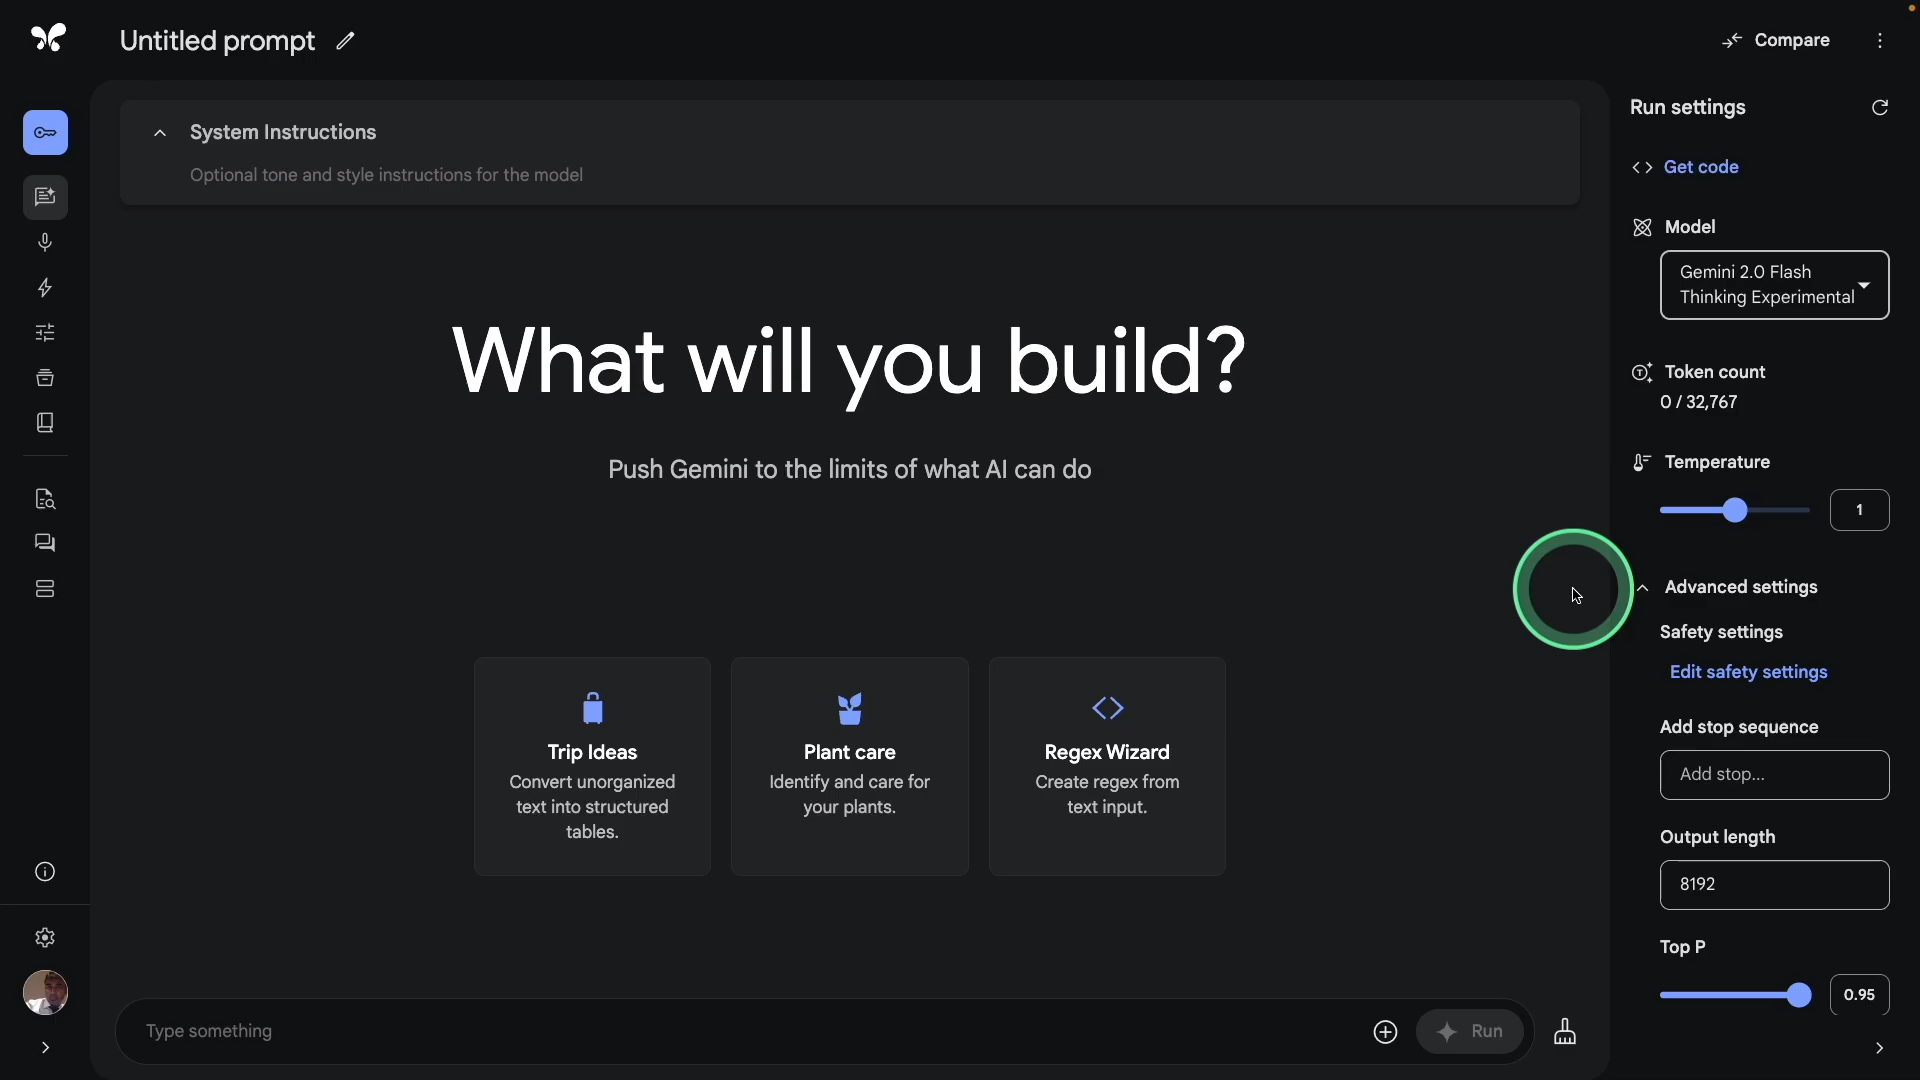 Untitled prompt
Compare
System Instructions
Optional tone and style instructions for the model
What will you build?
Push Gemini to the limits of what AI can do
Trip Ideas
Convert unorganized
text into structured
tables.
Plant care
Identify and care for
your plants.
Regex Wizard
Create regex from
text input.
Type something
Run
Run settings
Get code
Model
Gemini 2.0 Flash
Thinking Experimental
Token count
0 / 32,767
Temperature
1
Advanced settings
Safety settings
Edit safety settings
Add stop sequence
Add stop...
Output length
8192
Top P
0.95